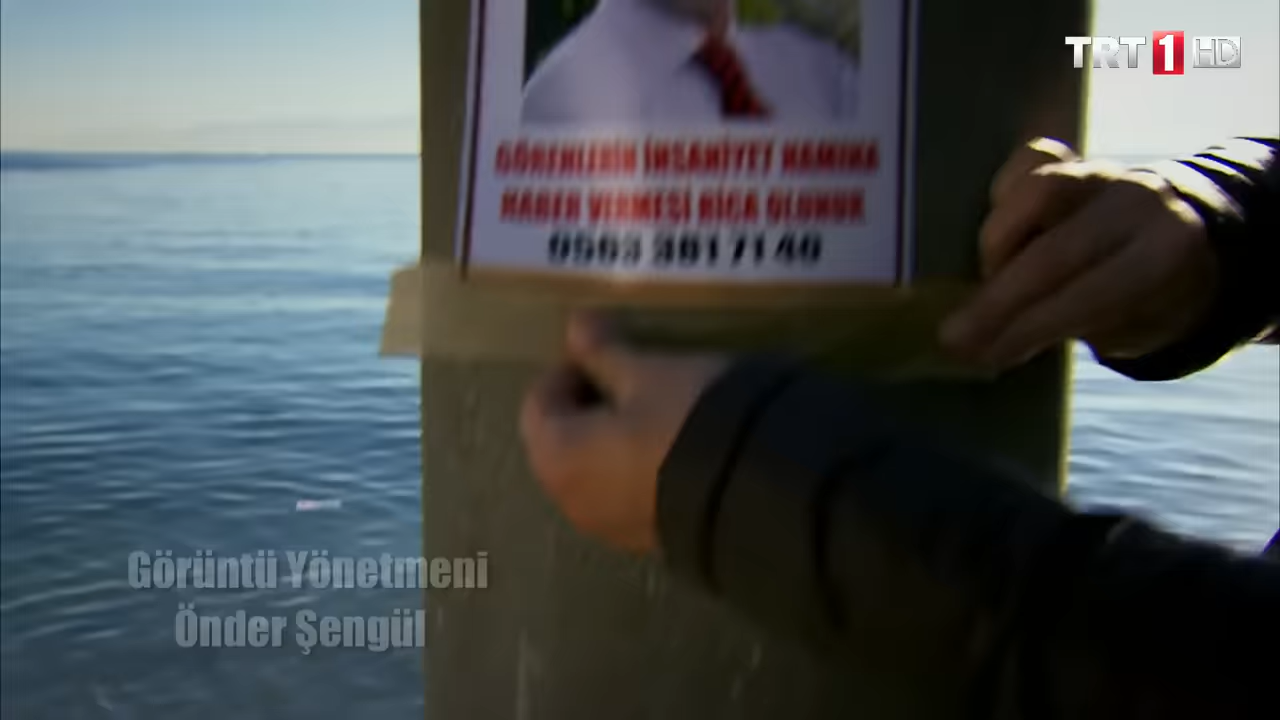 TRT 1 HD
GÖRENLERİN İNSANİYET NAMINA
HABER VERMESİ RİCA OLUNUR
Görüntü Yönetmeni
Önder Şengül